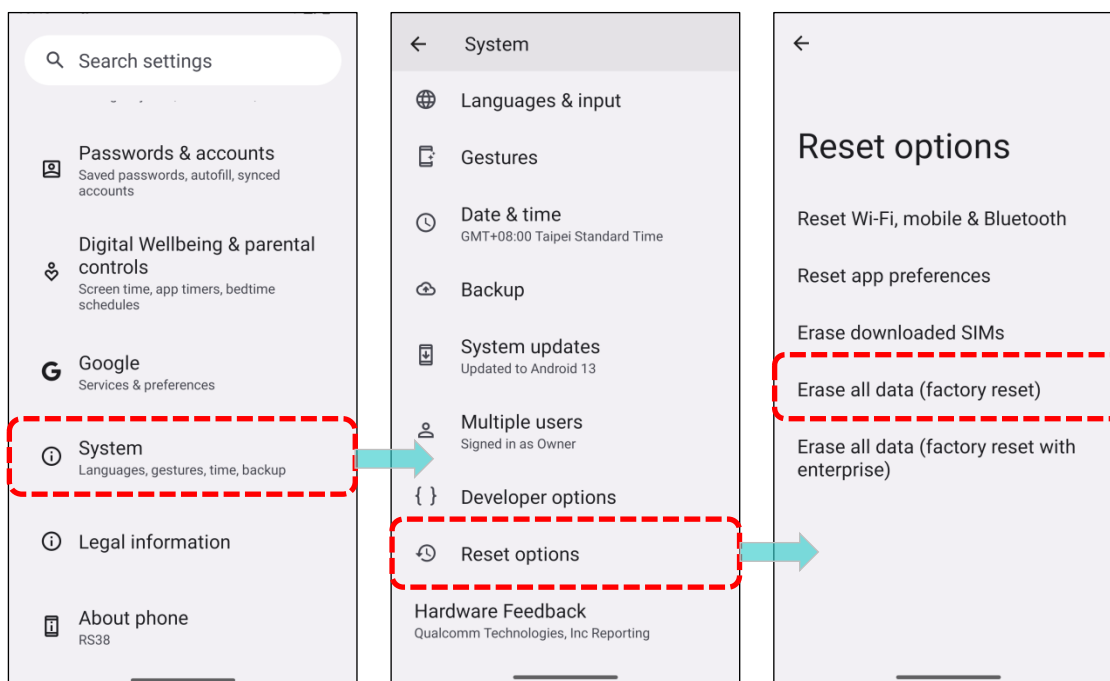 Search settings
Passwords & accounts
Saved passwords, autofill, synced
accounts
Digital Wellbeing & parental
controls
Screen time, app timers, bedtime
schedules
Google
Services & preferences
System
Languages, gestures, time, backup
Legal information
About phone
RS38
System
Languages & input
Gestures
Date & time
GMT+08:00 Taipei Standard Time
Backup
System updates
Updated to Android 13
Multiple users
Signed in as Owner
{ } Developer options
Reset options
Hardware Feedback
Qualcomm Technologies, Inc Reporting
Reset options
Reset Wi-Fi, mobile & Bluetooth
Reset app preferences
Erase downloaded SIMs
Erase all data (factory reset)
Erase all data (factory reset with
enterprise)